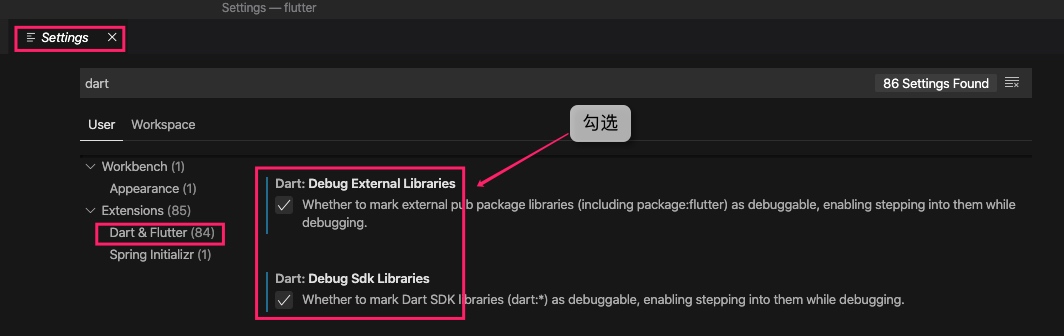 Settings — flutter
Settings
dart
86 Settings Found
User
Workspace
勾选
Workbench (1)
Appearance (1)
Extensions (85)
Dart & Flutter (84)
Spring Initializr (1)
Dart: Debug External Libraries
Whether to mark external pub package libraries (including package:flutter) as debuggable, enabling stepping into them while
debugging.
Dart: Debug Sdk Libraries
Whether to mark Dart SDK libraries (dart:*) as debuggable, enabling stepping into them while debugging.